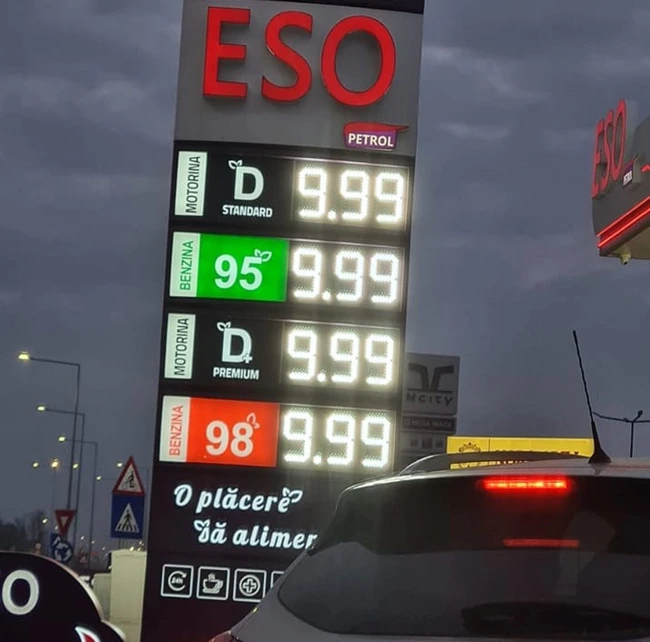 ESO
PETROL
MOTORINA D STANDARD 9.99
BENZINA 95 9.99
MOTORINA D+ PREMIUM 9.99
BENZINA 98 9.99
O plăcere
să alimen
24H
ESO
MCITY
O